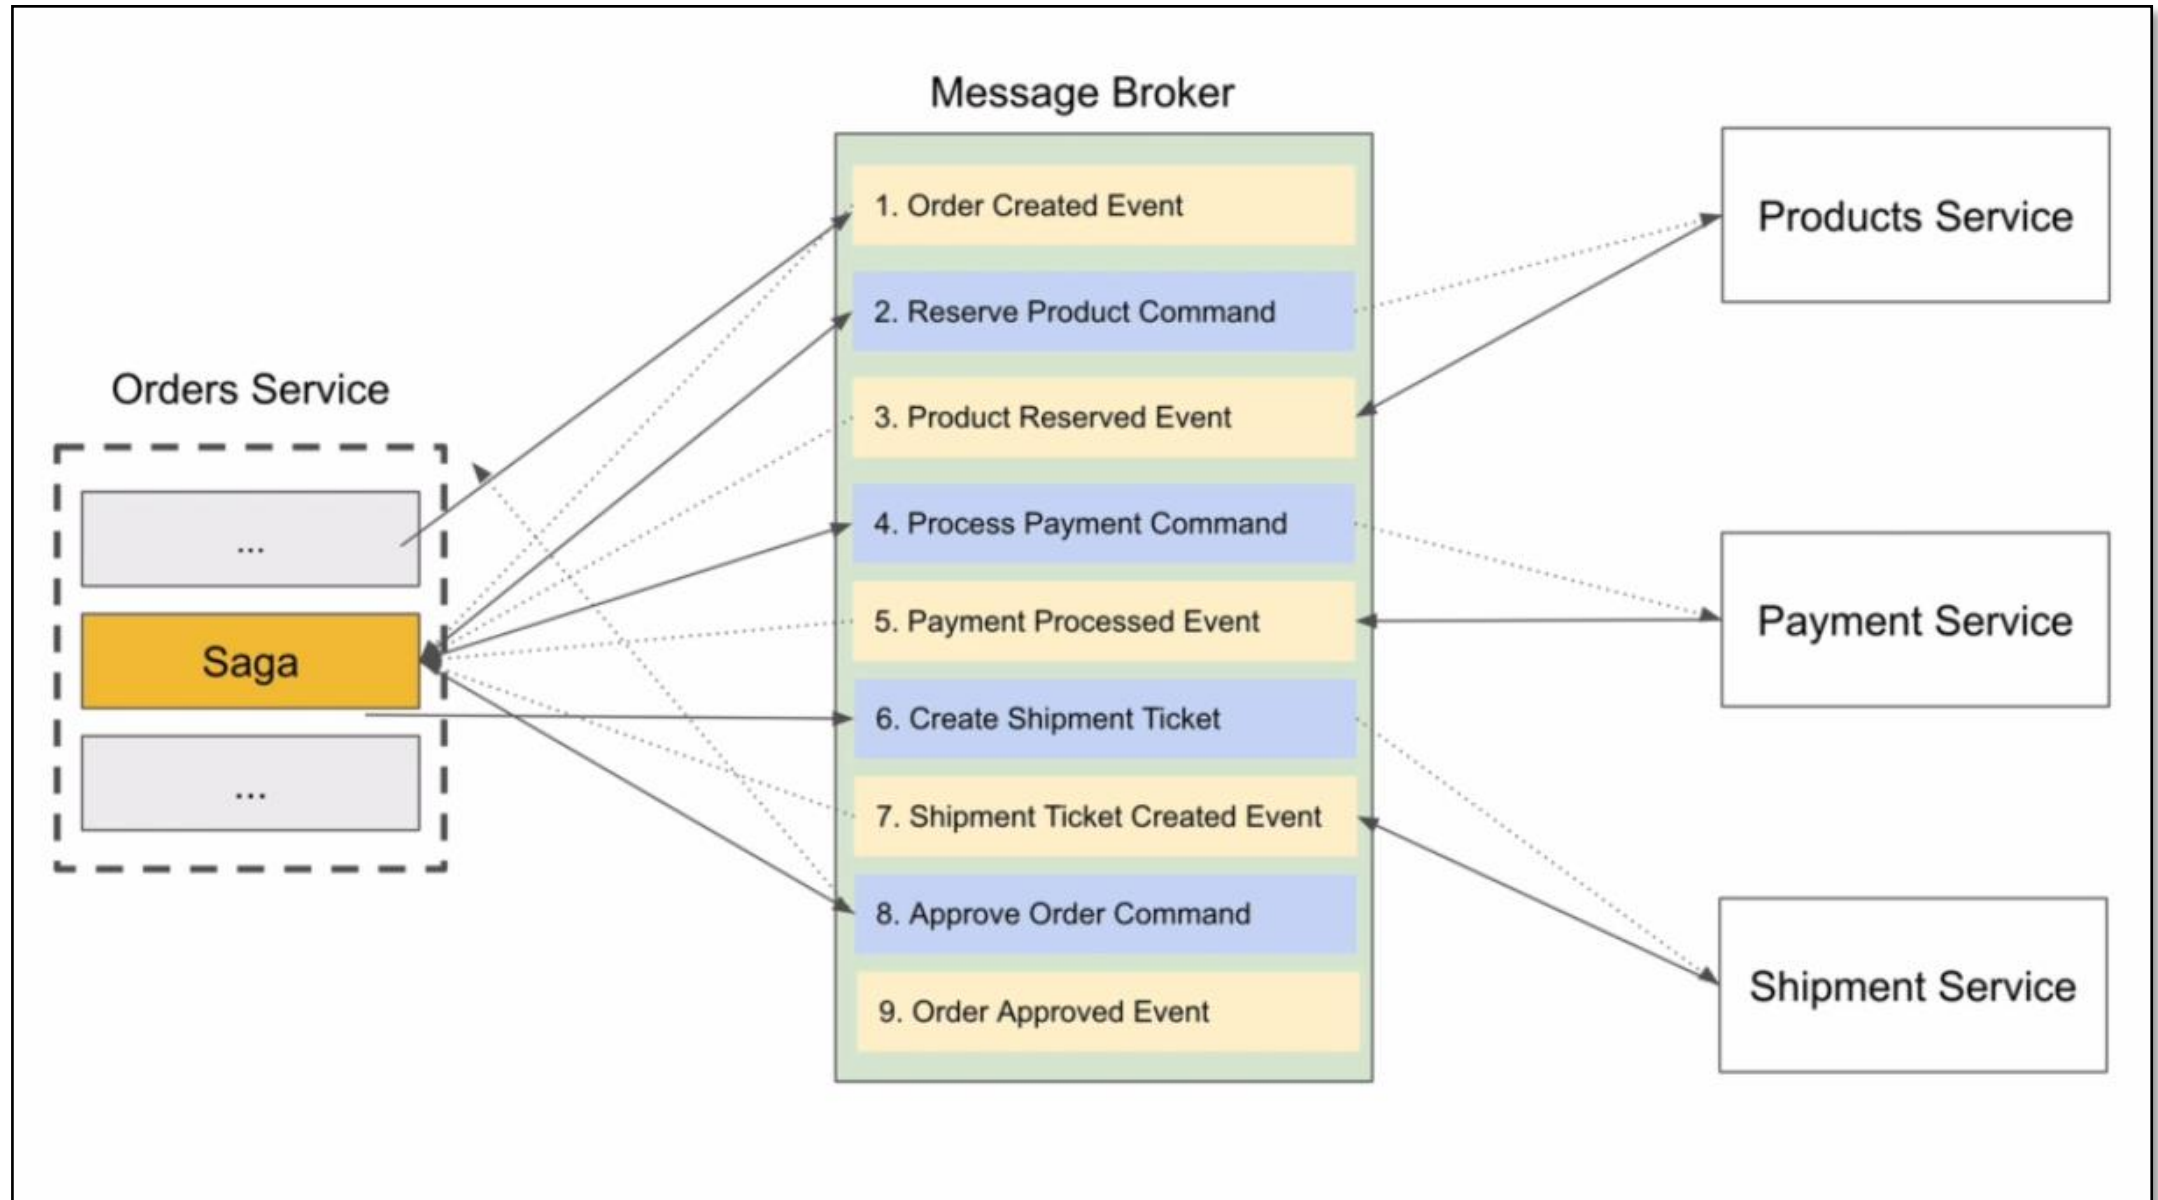 Message Broker
1. Order Created Event
2. Reserve Product Command
3. Product Reserved Event
4. Process Payment Command
5. Payment Processed Event
6. Create Shipment Ticket
7. Shipment Ticket Created Event
8. Approve Order Command
9. Order Approved Event
Orders Service
...
Saga
...
Products Service
Payment Service
Shipment Service